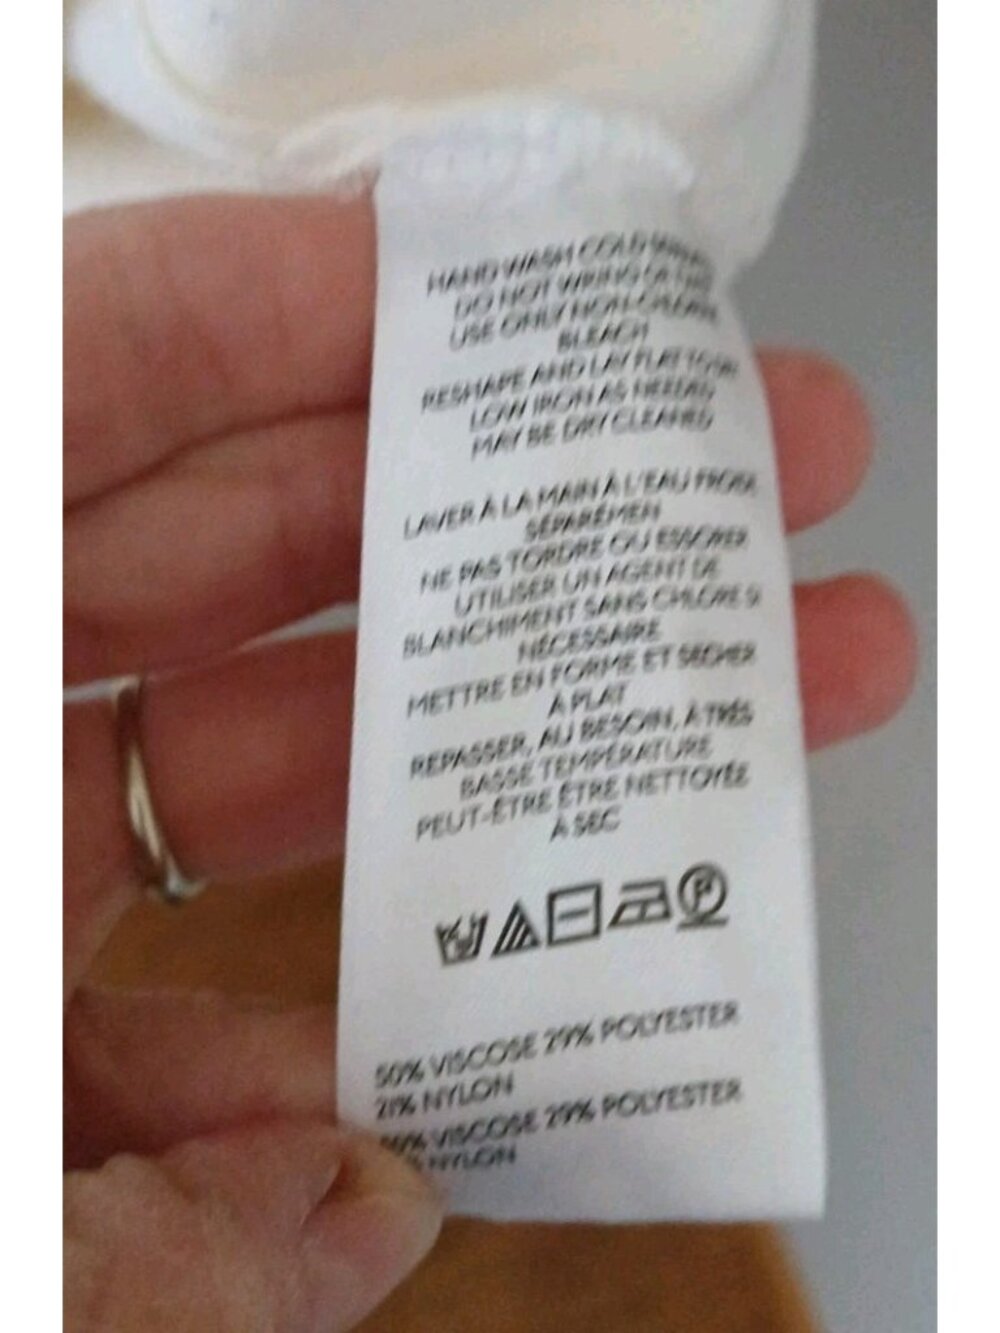 HAND WASH COLD
DO NOT WRING OR
USE ONLY NON-CHLORINE
BLEACH
RESHAPE AND LAY FLAT TO DRY
LOW IRON AS NEEDED
MAY BE DRY CLEANED
LAVER À LA MAIN À L'EAU FROIDE
SÉPARÉMEN
NE PAS TORDRE OU ESSORER
UTILISER UN AGENT DE
BLANCHIMENT SANS CHLORE SI
NÉCESSAIRE
METTRE EN FORME ET SÉCHER
À PLAT
REPASSER, AU BESOIN, À TRÈS
BASSE TEMPÉRATURE
PEUT-ÊTRE ÊTRE NETTOYÉE
À SEC
P
50% VISCOSE 29% POLYESTER
21% NYLON
VISCOSE 29% POLYESTER
NYLON